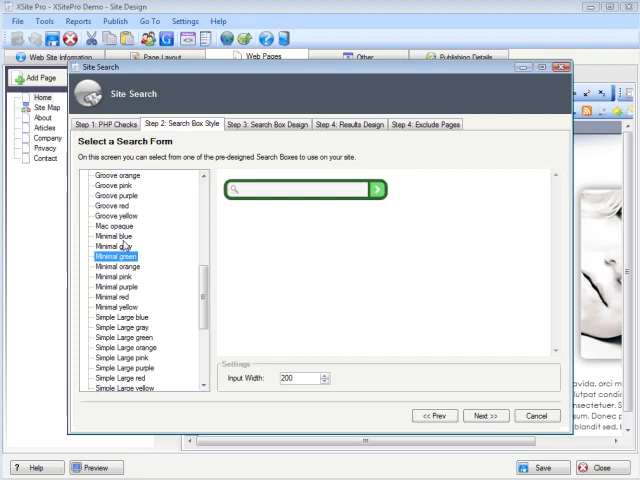 XSite Pro - XSitePro Demo - Site Design
File Tools Reports Publish Go To Settings Help
Web Site Information Page Layout Web Pages Other Publishing Details
Add Page
Home
Site Map
About
Articles
Company
Privacy
Contact
Site Search
Site Search
Step 1: PHP Checks Step 2: Search Box Style Step 3: Search Box Design Step 4: Results Design Step 4: Exclude Pages
Select a Search Form
On this screen you can select from one of the pre-designed Search Boxes to use on your site.
Groove orange
Groove pink
Groove purple
Groove red
Groove yellow
Mac opaque
Minimal blue
Minimal gray
Minimal green
Minimal orange
Minimal pink
Minimal purple
Minimal red
Minimal yellow
Simple Large blue
Simple Large gray
Simple Large green
Simple Large orange
Simple Large pink
Simple Large purple
Simple Large red
Simple Large yellow
Settings
Input Width: 200
<< Prev Next >> Cancel
? Help Preview Save Close